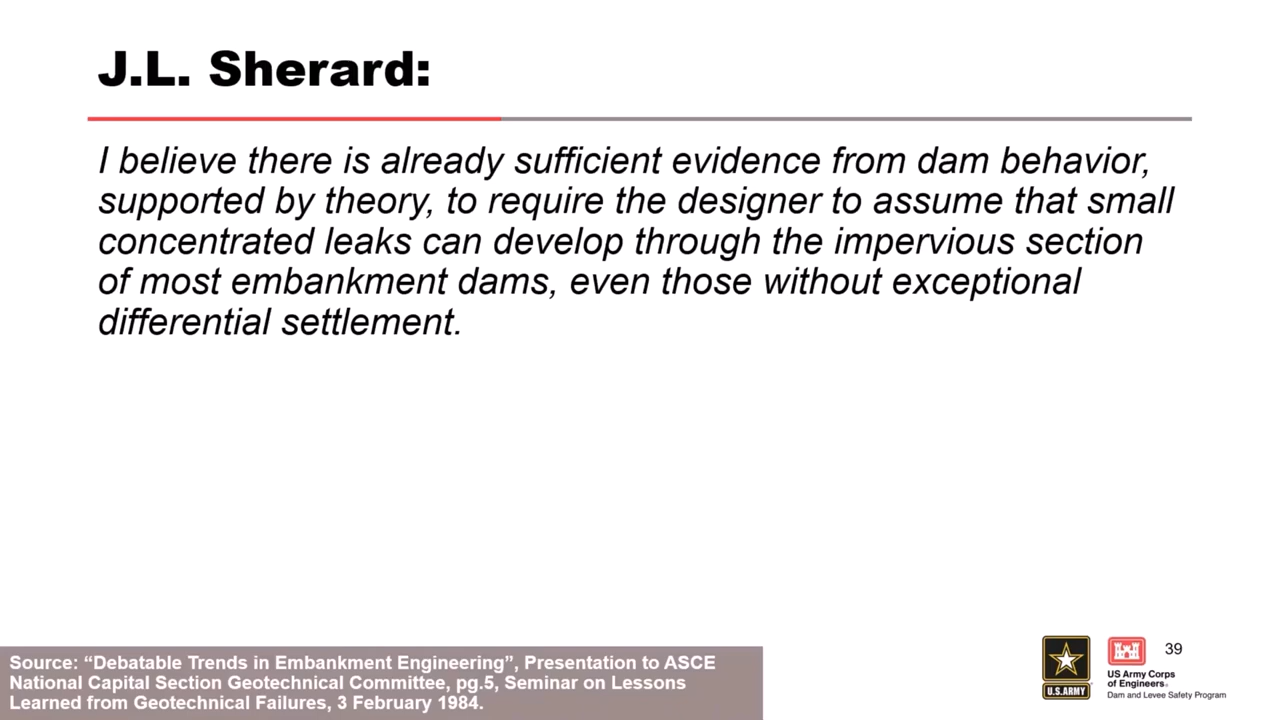 J.L. Sherard:
I believe there is already sufficient evidence from dam behavior,
supported by theory, to require the designer to assume that small
concentrated leaks can develop through the impervious section
of most embankment dams, even those without exceptional
differential settlement.
Source: “Debatable Trends in Embankment Engineering”, Presentation to ASCE
National Capital Section Geotechnical Committee, pg.5, Seminar on Lessons
Learned from Geotechnical Failures, 3 February 1984.
U.S.ARMY
US Army Corps
of Engineers®
Dam and Levee Safety Program
39